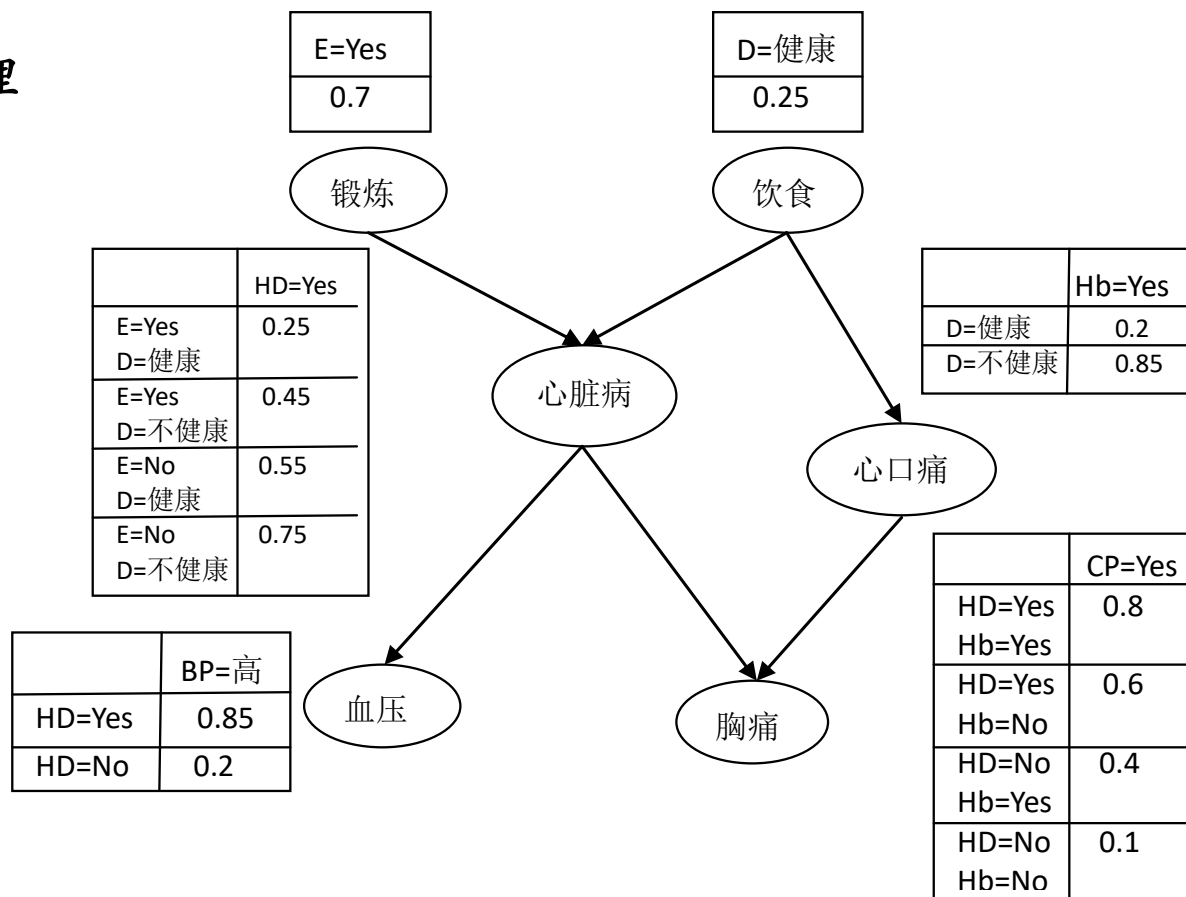 理
E=Yes
0.7
D=健康
0.25
锻炼
饮食
HD=Yes
E=Yes 0.25
D=健康
E=Yes 0.45
D=不健康
E=No 0.55
D=健康
E=No 0.75
D=不健康
Hb=Yes
D=健康 0.2
D=不健康 0.85
心脏病
心口痛
BP=高
HD=Yes 0.85
HD=No 0.2
血压
胸痛
CP=Yes
HD=Yes 0.8
Hb=Yes
HD=Yes 0.6
Hb=No
HD=No 0.4
Hb=Yes
HD=No 0.1
Hb=No